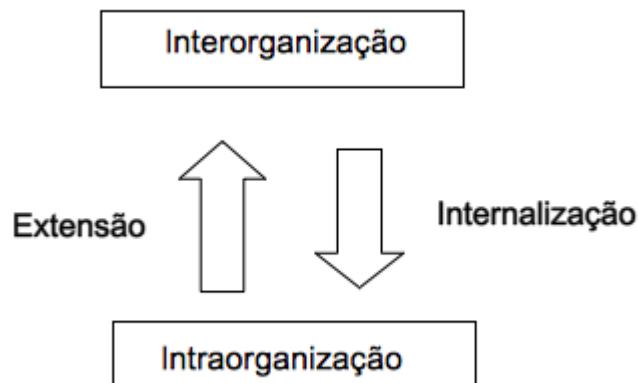 Interorganização
Extensão
Internalização
Intraorganização